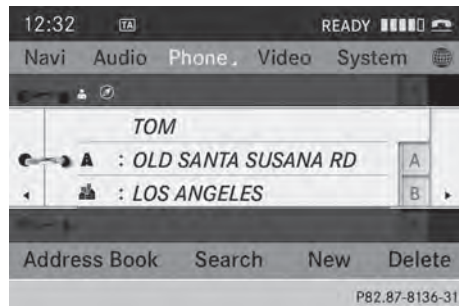 12:32 TA READY
Navi Audio Phone Video System
TOM
A : OLD SANTA SUSANA RD A
: LOS ANGELES B
Address Book Search New Delete
P82.87-8136-31